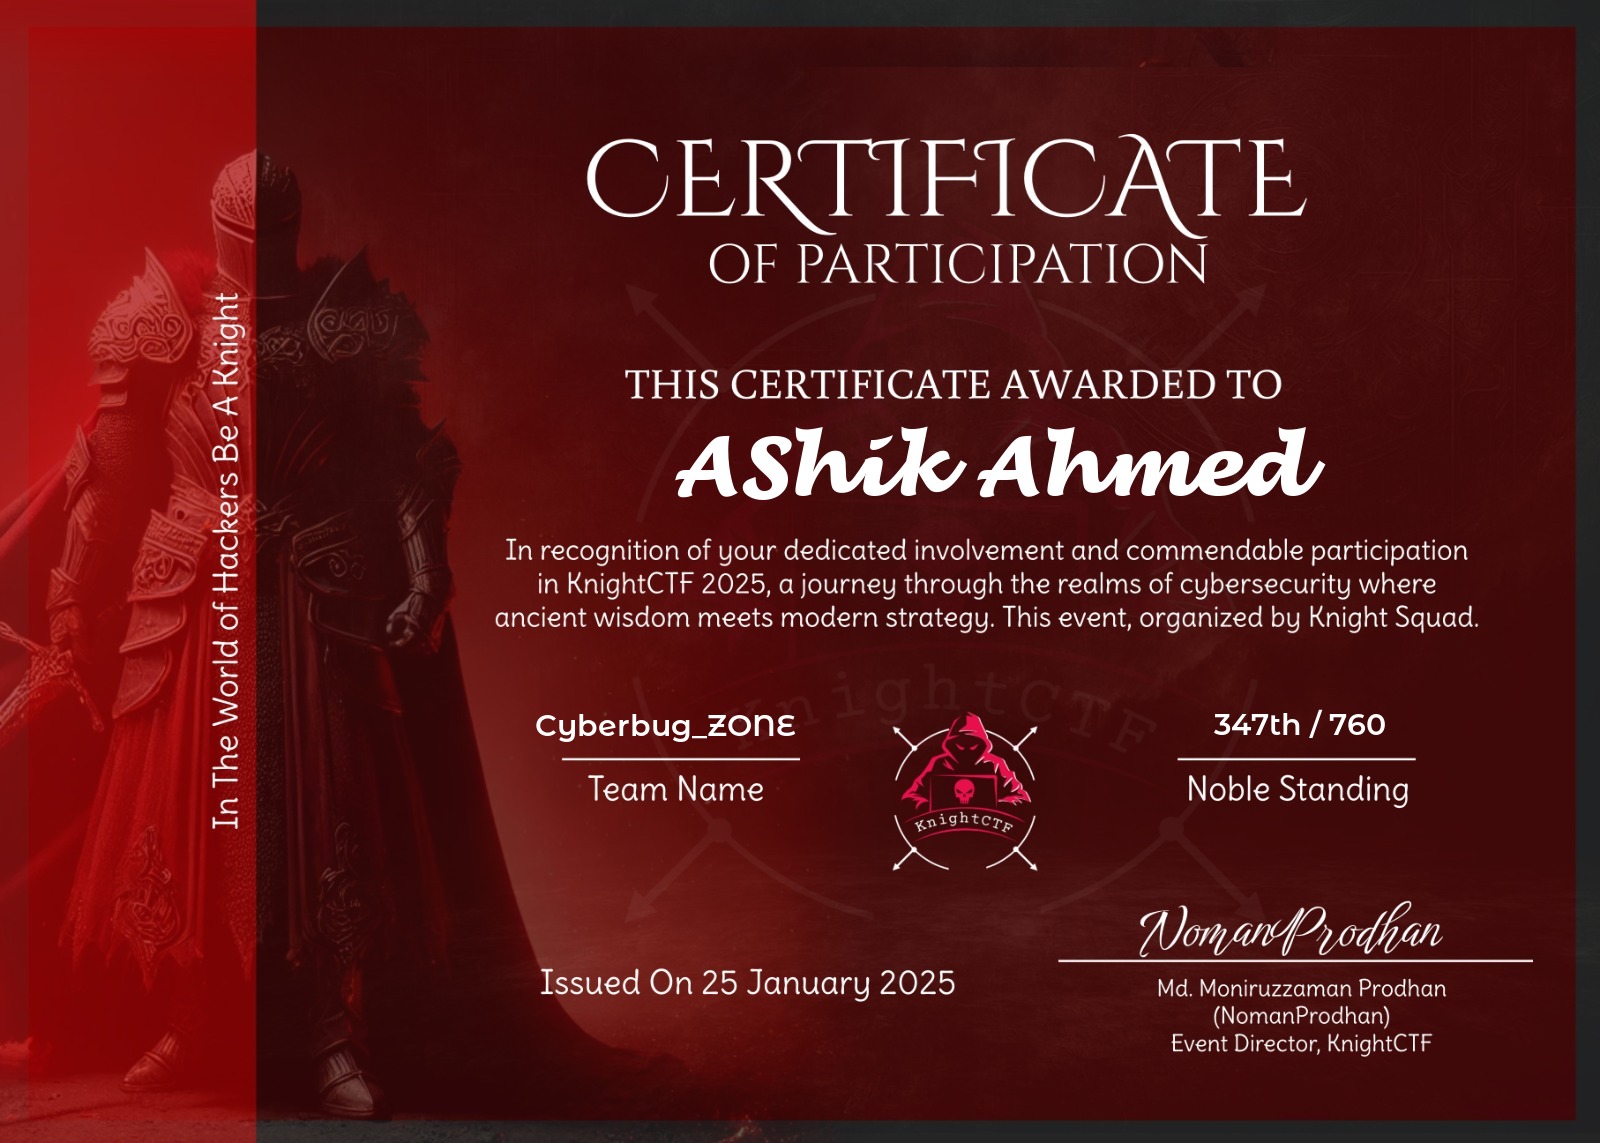 CERTIFICATE
OF PARTICIPATION
THIS CERTIFICATE AWARDED TO
AShik Ahmed
In recognition of your dedicated involvement and commendable participation
in KnightCTF 2025, a journey through the realms of cybersecurity where
ancient wisdom meets modern strategy. This event, organized by Knight Squad.
In The World of Hackers Be A Knight
KnightCTF
Cyberbug_ZONE
Team Name
KnightCTF
347th / 760
Noble Standing
Issued On 25 January 2025
NomanProdhan
Md. Moniruzzaman Prodhan
(NomanProdhan)
Event Director, KnightCTF